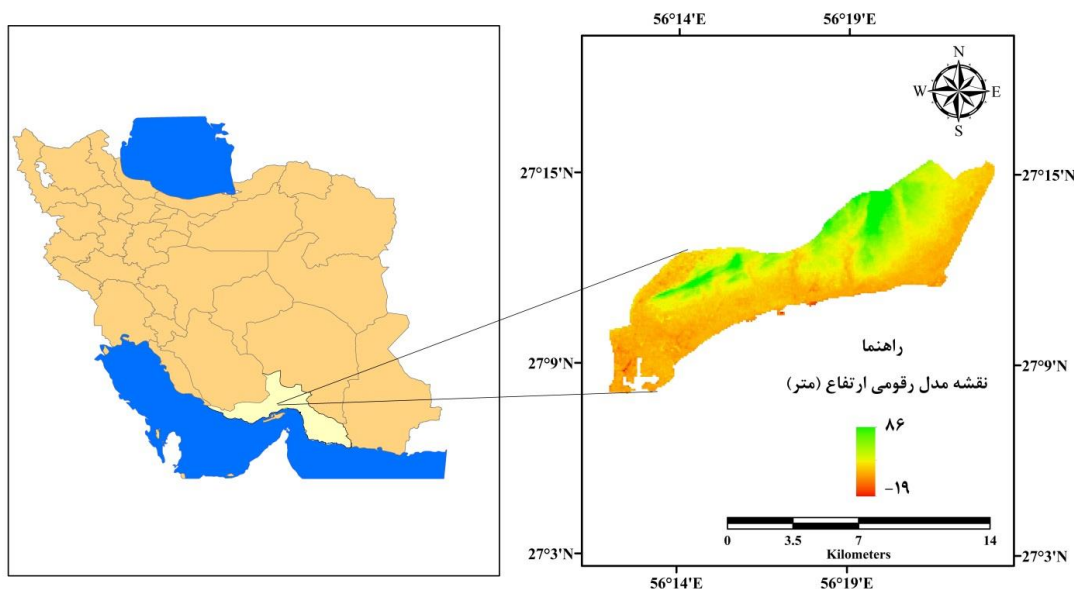 56°14'E 56°19'E
N
W E
S
27°15'N 27°15'N
راهنما
27°9'N 27°9'N
نقشه مدل رقومی ارتفاع (متر)
۸۶
-۱۹
0 3.5 7 14
Kilometers
27°3'N 27°3'N
56°14'E 56°19'E